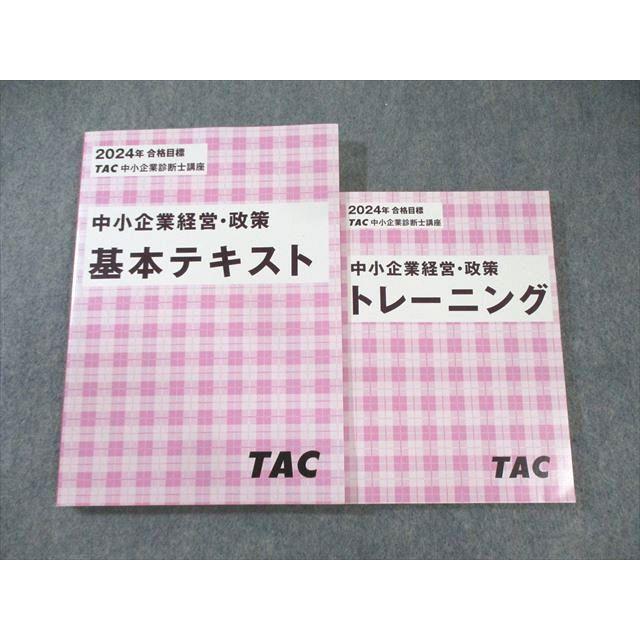 2024年 合格目標
TAC 中小企業診断士講座
中小企業経営・政策
基本テキスト
TAC
2024年 合格目標
TAC 中小企業診断士講座
中小企業経営・政策
トレーニング
TAC